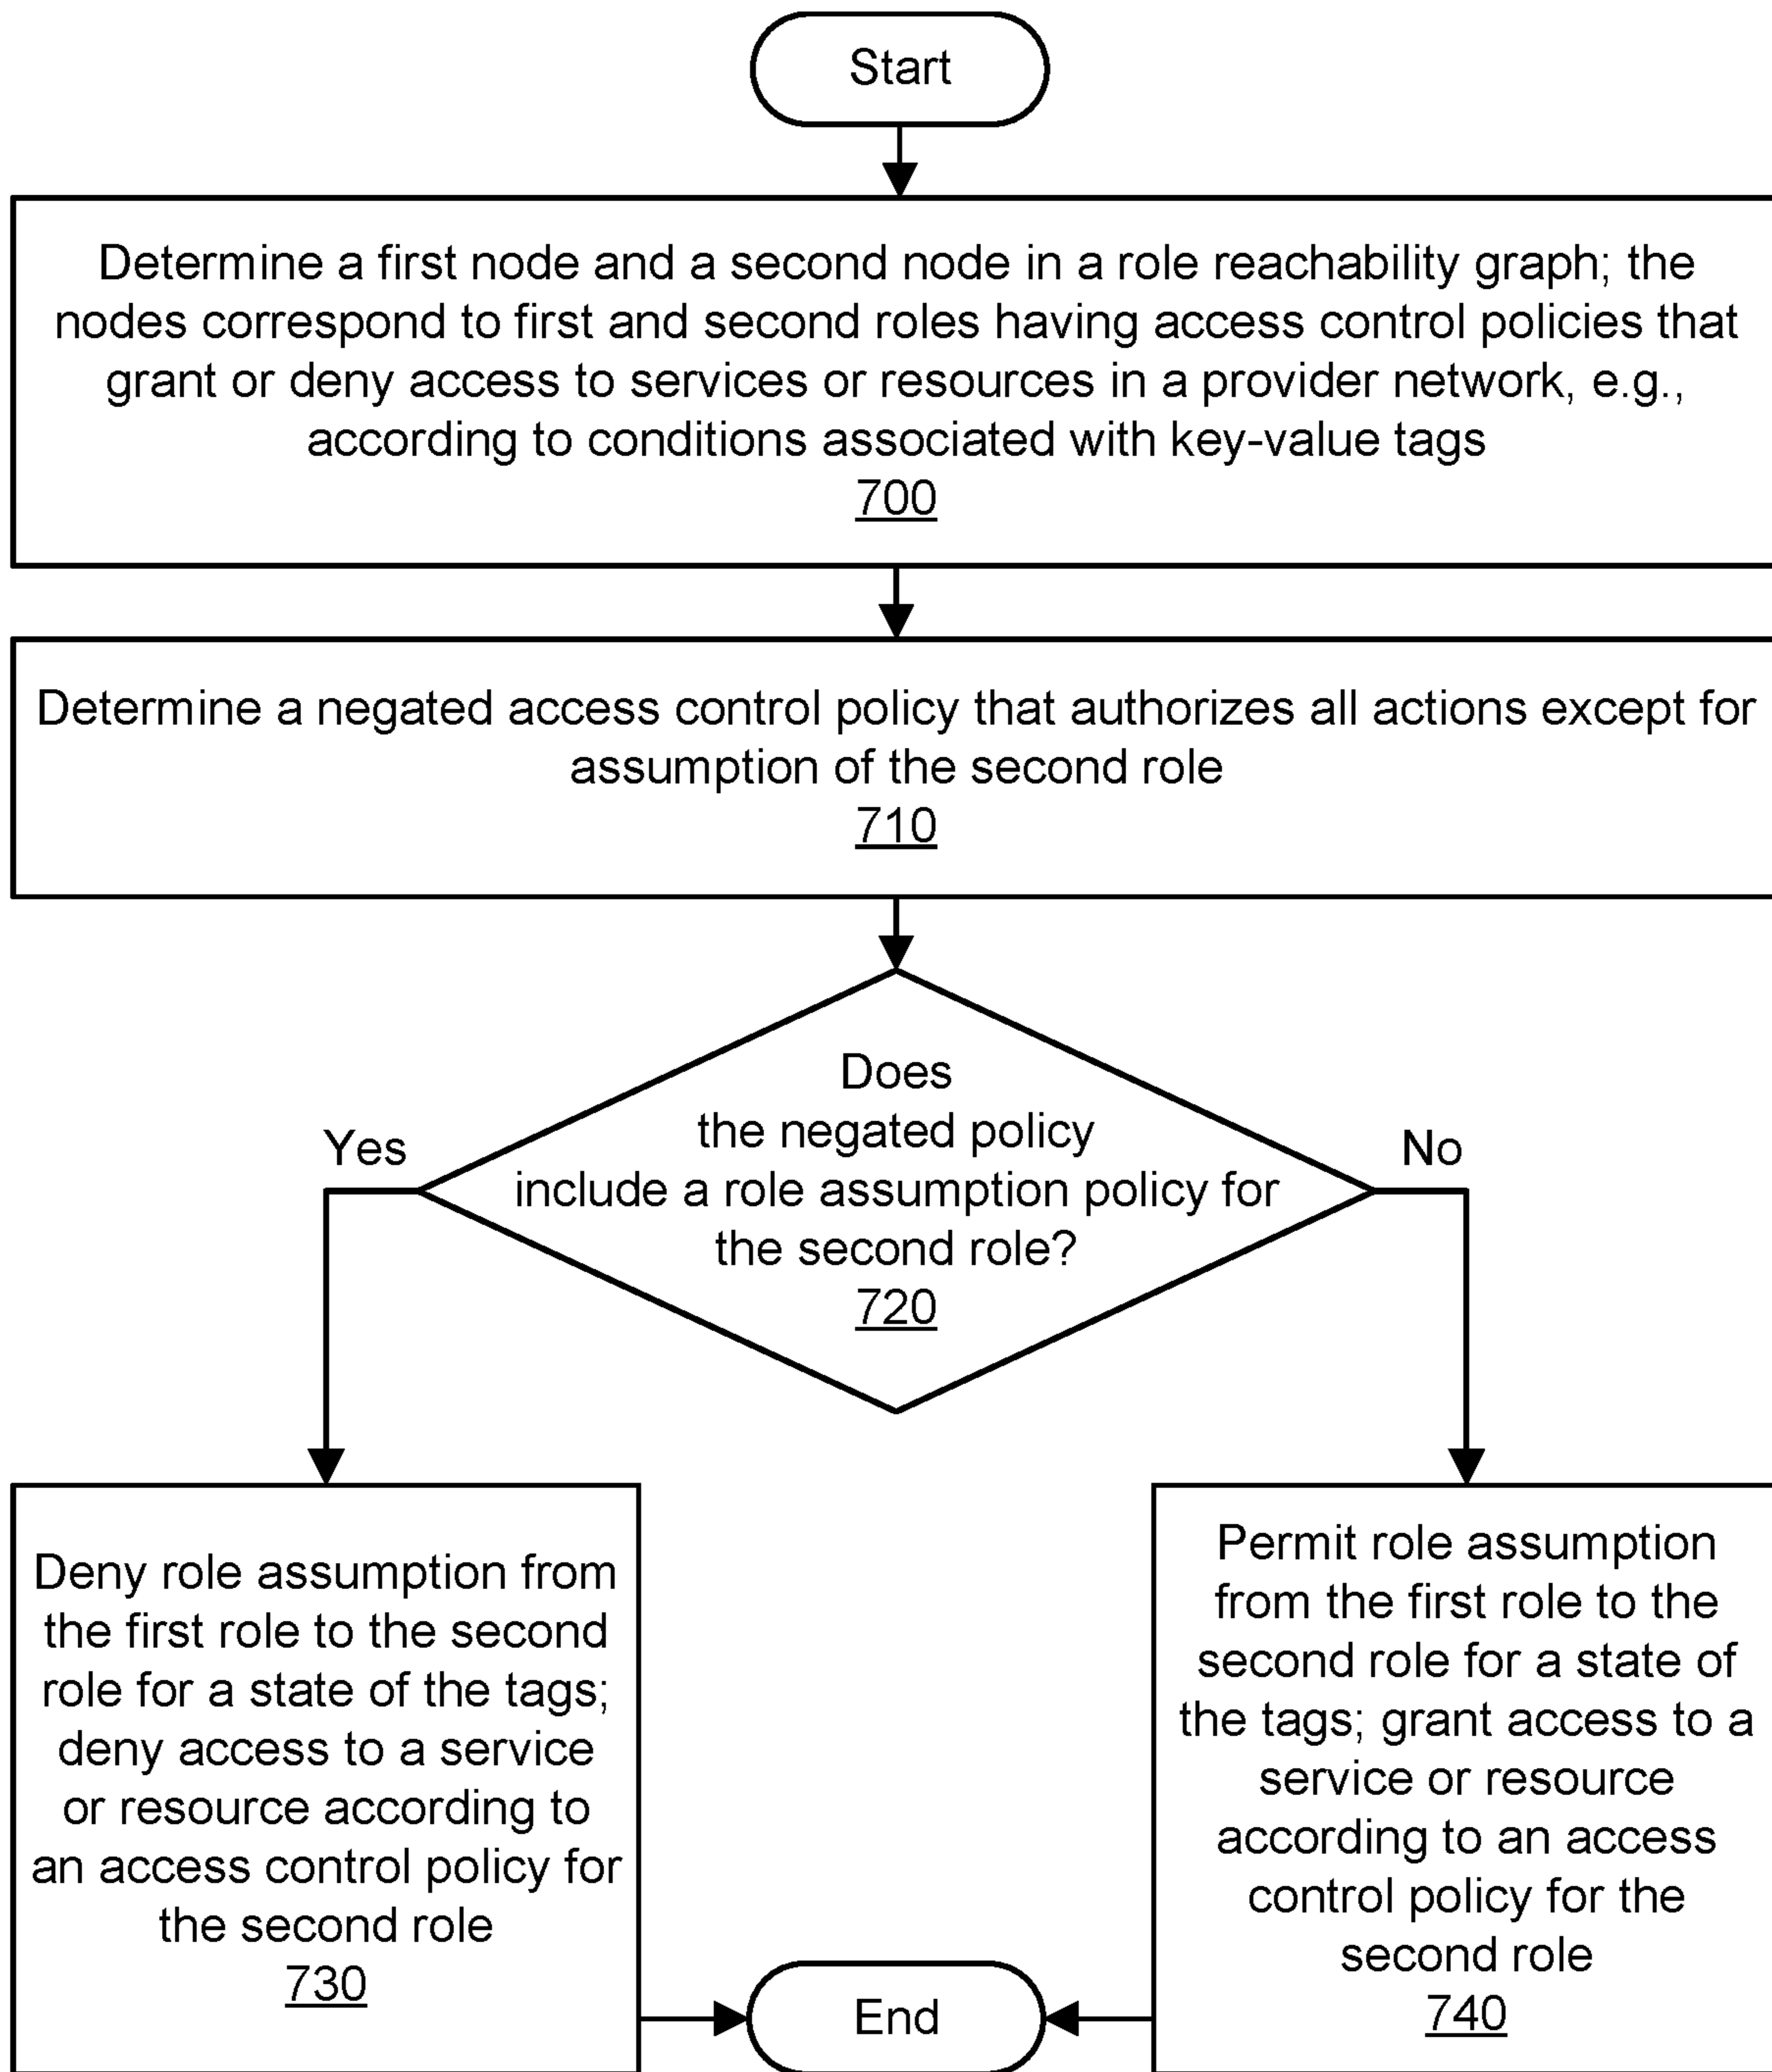 Start
Determine a first node and a second node in a role reachability graph; the
nodes correspond to first and second roles having access control policies that
grant or deny access to services or resources in a provider network, e.g.,
according to conditions associated with key-value tags
700
Determine a negated access control policy that authorizes all actions except for
assumption of the second role
710
Does
the negated policy
include a role assumption policy for
the second role?
720
Yes
No
Deny role assumption from
the first role to the second
role for a state of the tags;
deny access to a service
or resource according to
an access control policy for
the second role
730
Permit role assumption
from the first role to the
second role for a state of
the tags; grant access to a
service or resource
according to an access
control policy for the
second role
740
End